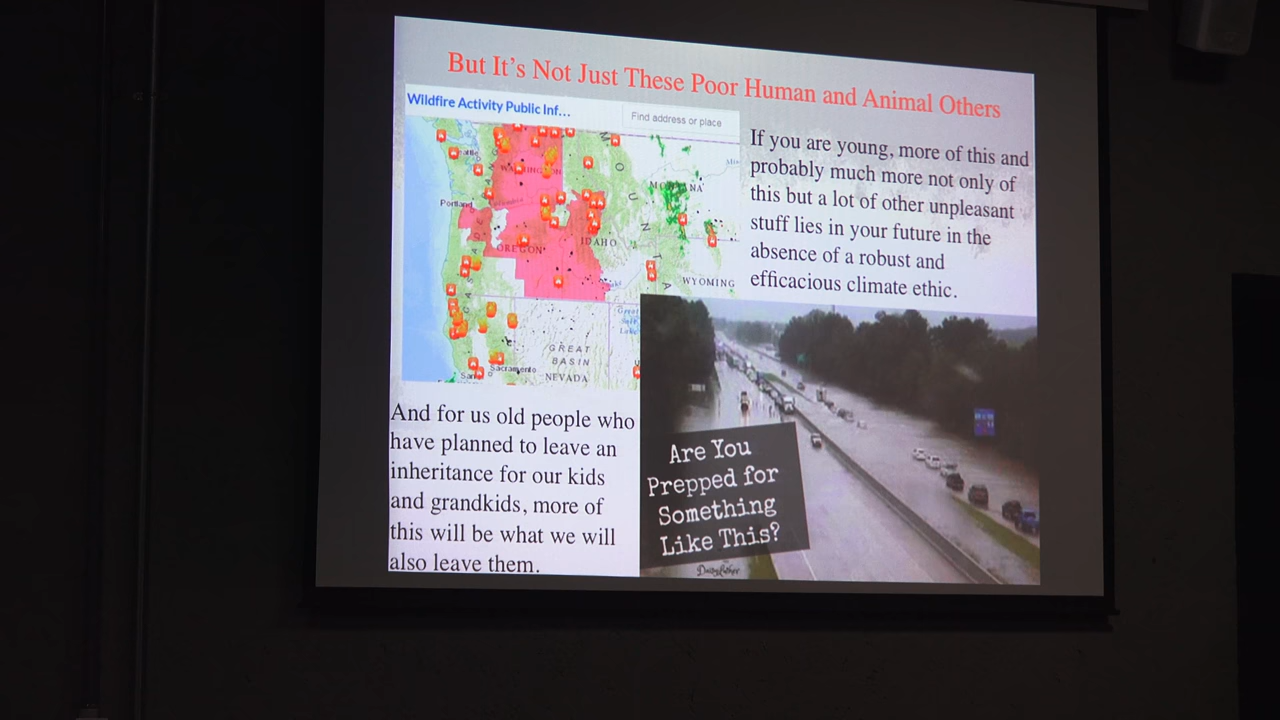 But It's Not Just These Poor Human and Animal Others
Wildfire Activity Public Inf...
Find address or place
WASHINGTON
Portland
OREGON
IDAHO
WYOMING
Great
Salt
Lake
GREAT
BASIN
NEVADA
Sacramento
San
If you are young, more of this and
probably much more not only of
this but a lot of other unpleasant
stuff lies in your future in the
absence of a robust and
efficacious climate ethic.
And for us old people who
have planned to leave an
inheritance for our kids
and grandkids, more of
this will be what we will
also leave them.
Are You
Prepped for
Something
Like This?